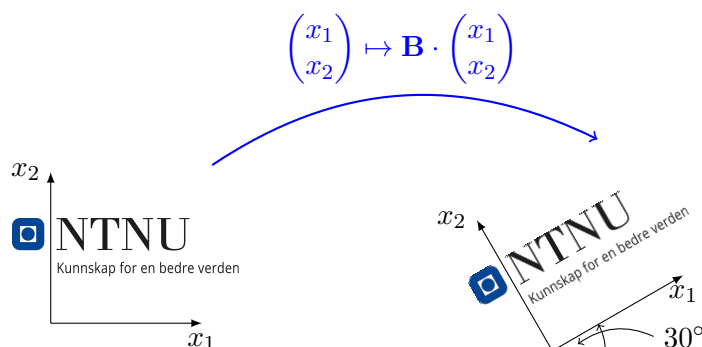 (x₁ x₂) ↦ B · (x₁ x₂)
x₂
NTNU
Kunnskap for en bedre verden
x₁
x₂
NTNU
Kunnskap for en bedre verden
x₁
30°